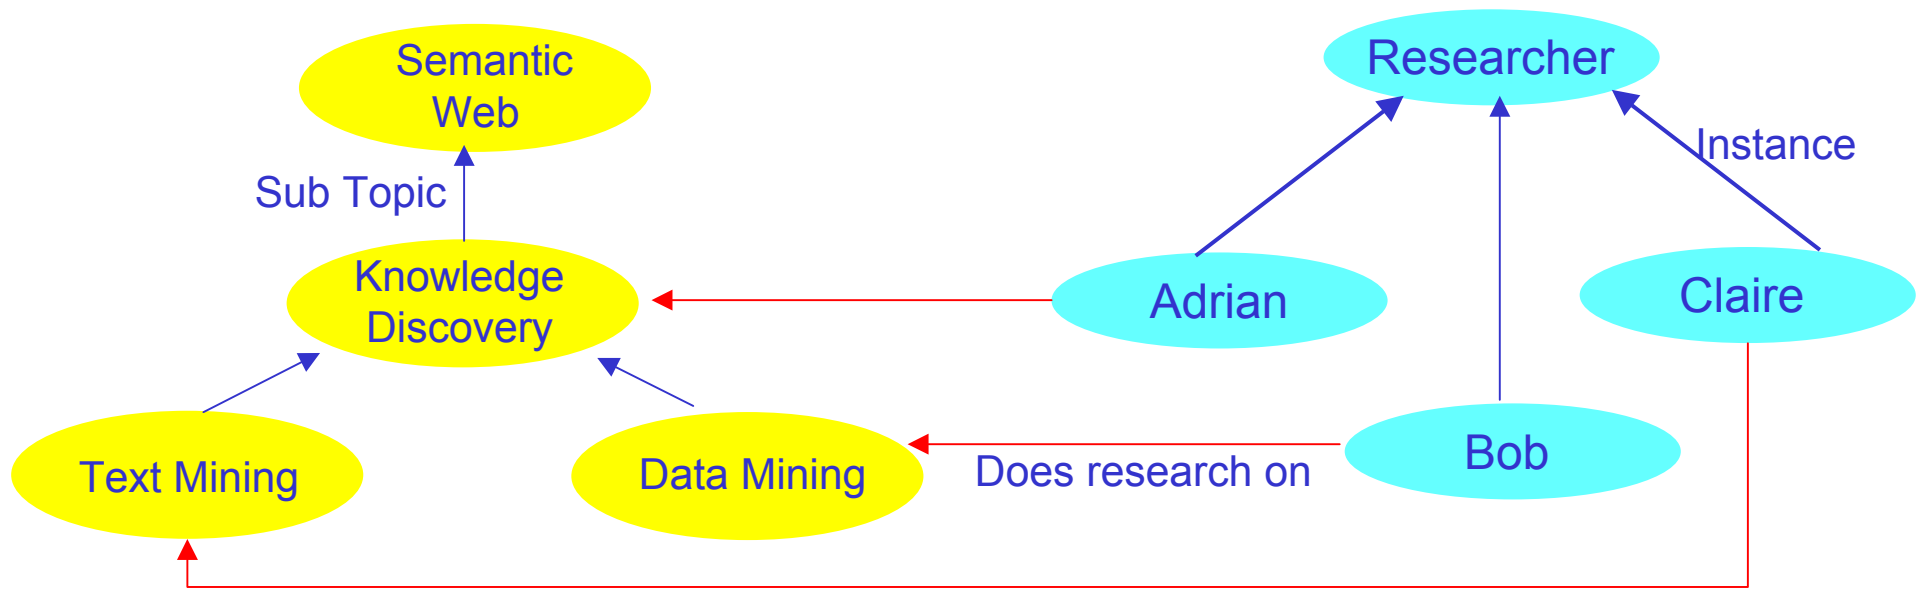 Semantic
Web
Researcher
Instance
Sub Topic
Knowledge
Discovery
Adrian
Claire
Text Mining
Data Mining
Does research on
Bob